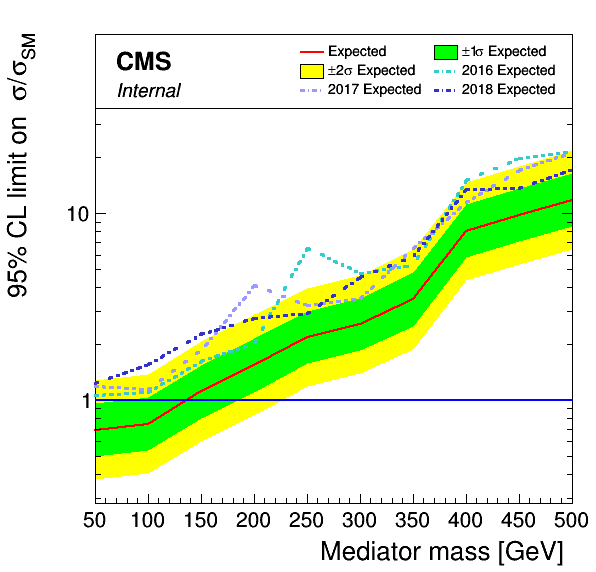 CMS
Internal
Expected
±1σ Expected
±2σ Expected
2016 Expected
2017 Expected
2018 Expected
95% CL limit on σ/σSM
10
1
50 100 150 200 250 300 350 400 450 500
Mediator mass [GeV]